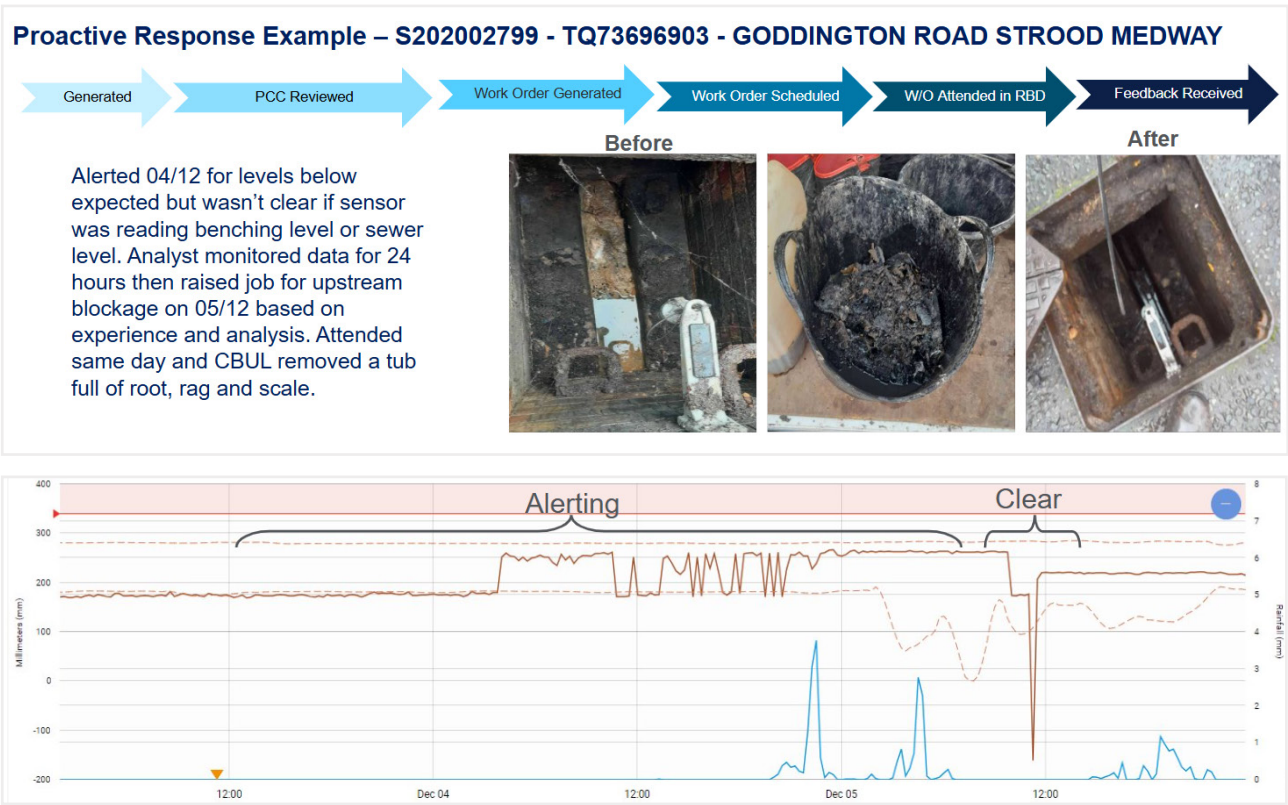 Proactive Response Example – S202002799 - TQ73696903 - GODDINGTON ROAD STROOD MEDWAY
Generated
PCC Reviewed
Work Order Generated
Work Order Scheduled
W/O Attended in RBD
Feedback Received
Before
After
Alerted 04/12 for levels below
expected but wasn’t clear if sensor
was reading benching level or sewer
level. Analyst monitored data for 24
hours then raised job for upstream
blockage on 05/12 based on
experience and analysis. Attended
same day and CBUL removed a tub
full of root, rag and scale.
Alerting
Clear
400
300
200
100
0
-100
-200
Millimeters (mm)
8
7
6
5
4
3
2
1
0
Rainfall (mm)
12:00
Dec 04
12:00
Dec 05
12:00